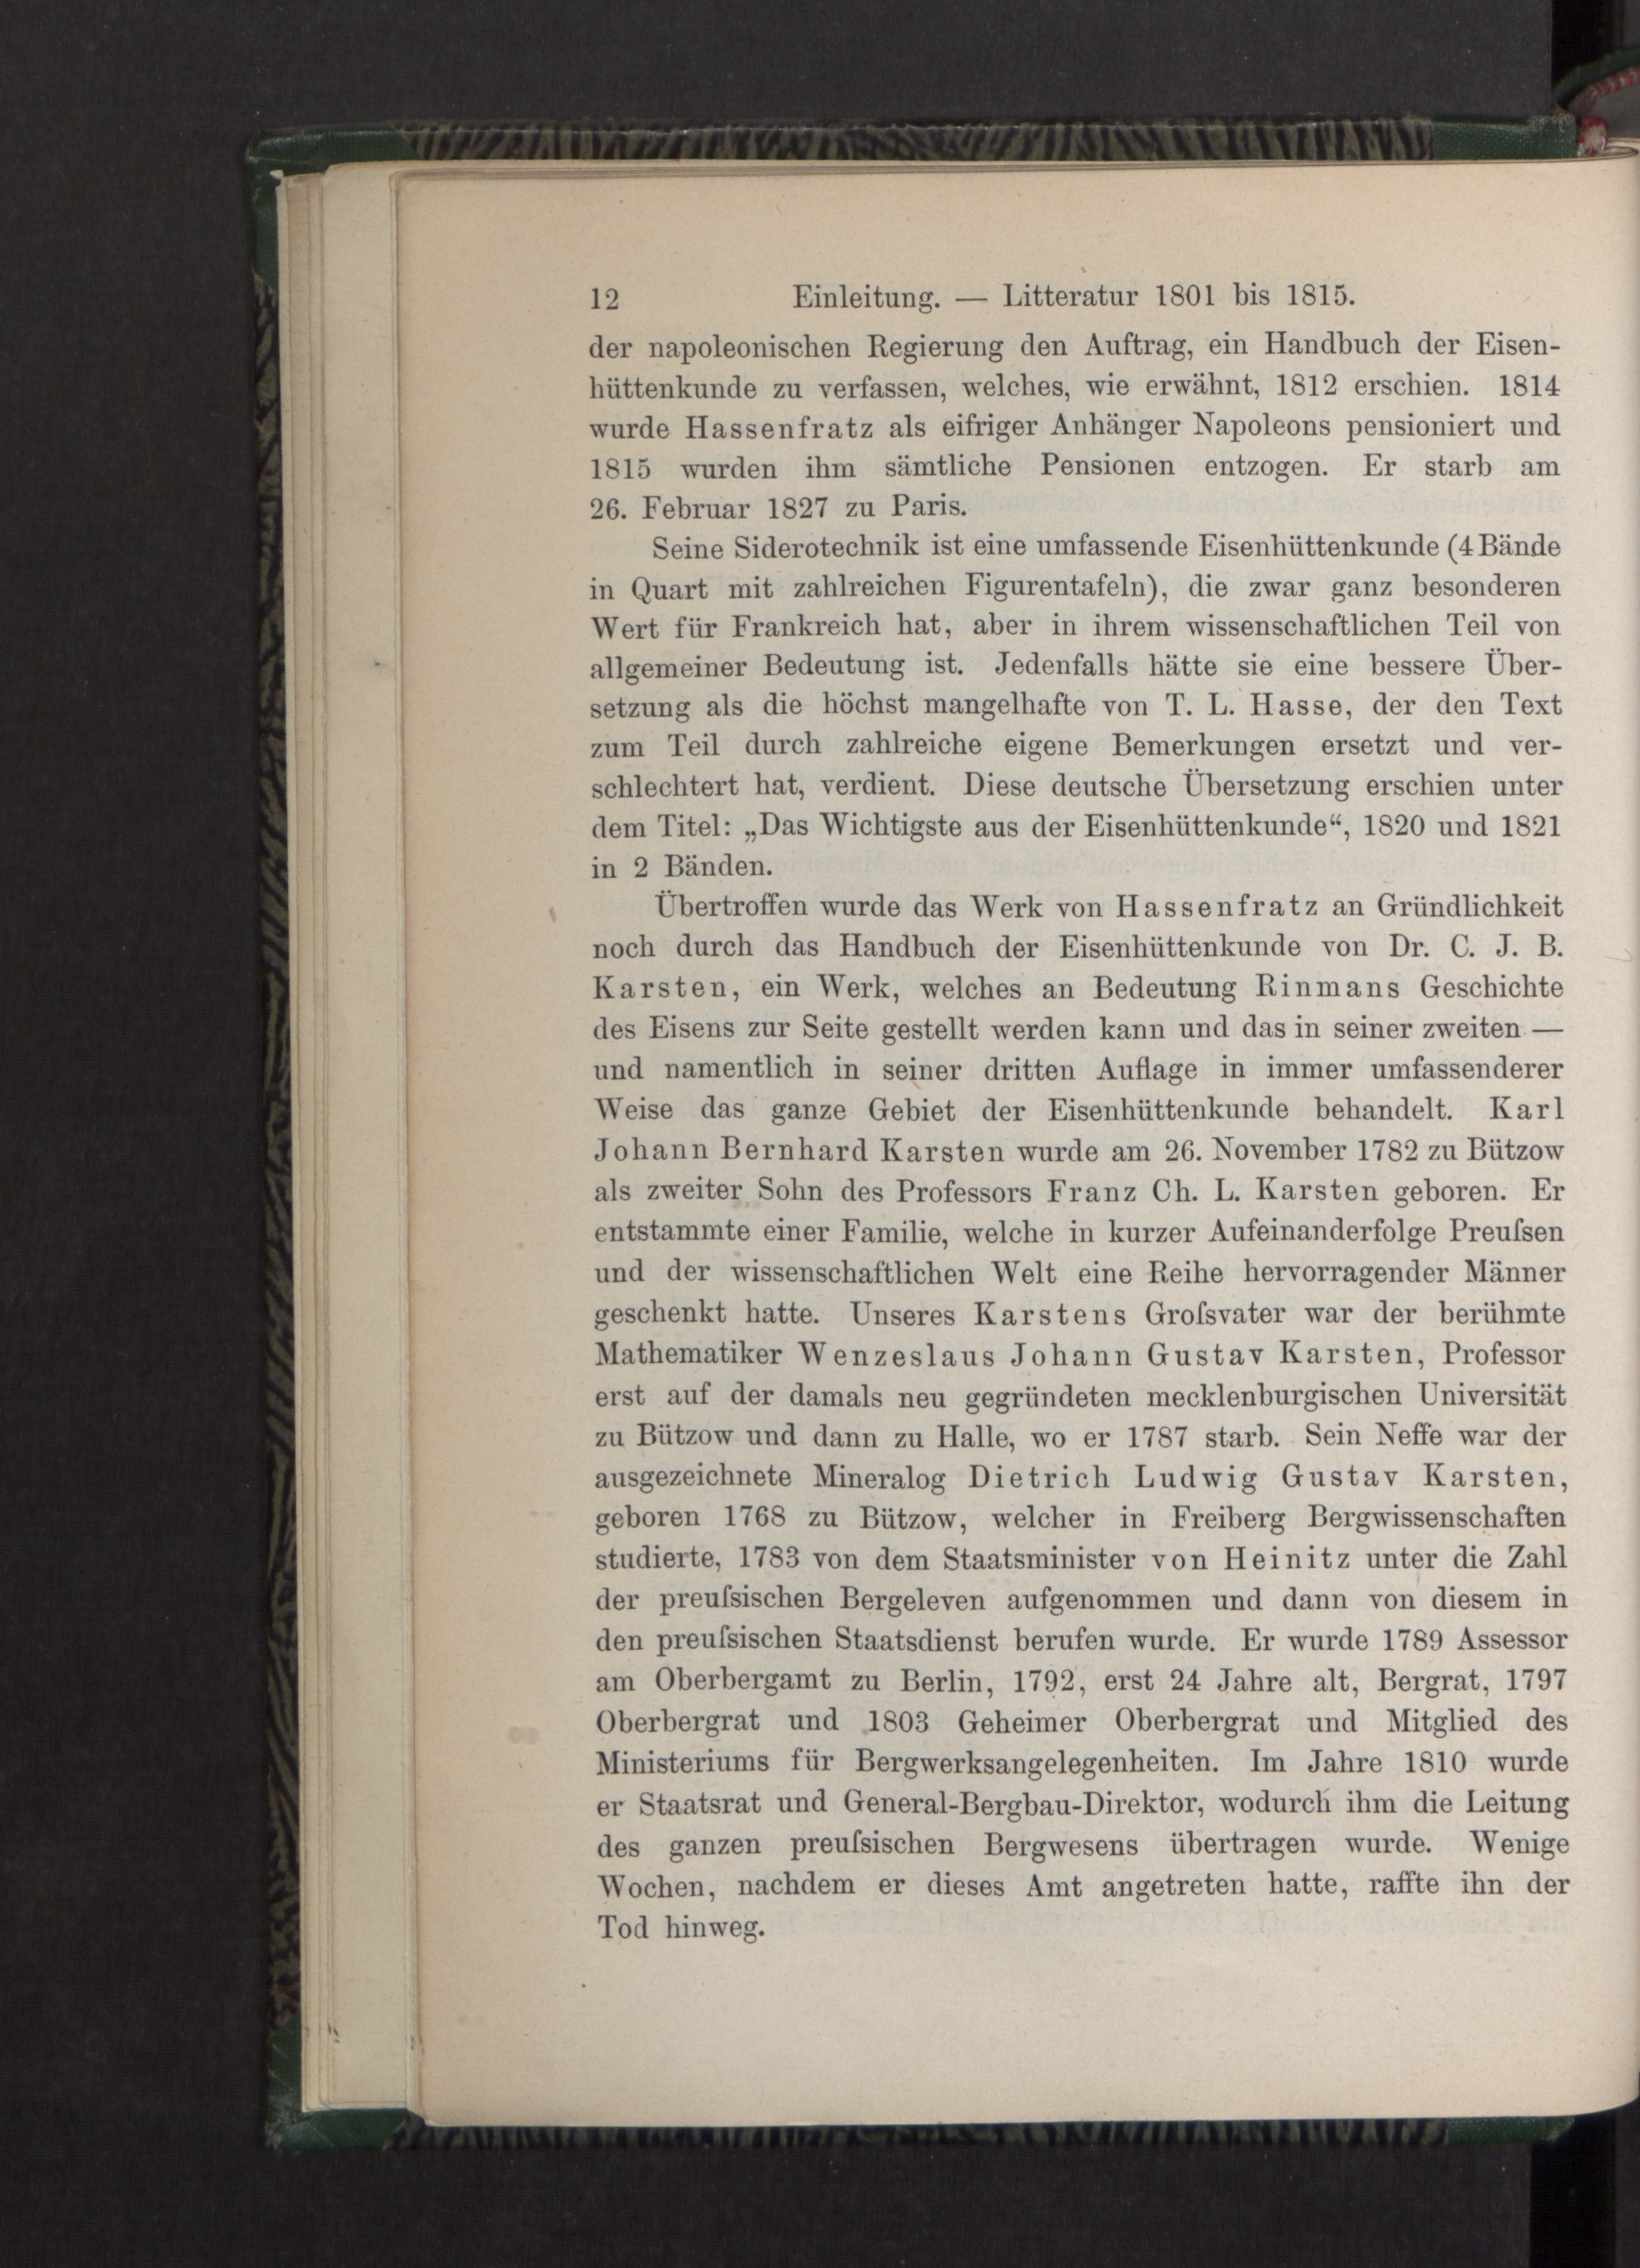 12 Einleitung. — Litteratur 1801 bis 1815.
der napoleonischen Regierung den Auftrag, ein Handbuch der Eisen-
hüttenkunde zu verfassen, welches, wie erwähnt, 1812 erschien. 1814
wurde Hassenfratz als eifriger Anhänger Napoleons pensioniert und
1815 wurden ihm sämtliche Pensionen entzogen. Er starb am
26. Februar 1827 zu Paris.
Seine Siderotechnik ist eine umfassende Eisenhüttenkunde (4 Bände
in Quart mit zahlreichen Figurentafeln), die zwar ganz besonderen
Wert für Frankreich hat, aber in ihrem wissenschaftlichen Teil von
allgemeiner Bedeutung ist. Jedenfalls hätte sie eine bessere Über-
setzung als die höchst mangelhafte von T. L. Hasse, der den Text
zum Teil durch zahlreiche eigene Bemerkungen ersetzt und ver-
schlechtert hat, verdient. Diese deutsche Übersetzung erschien unter
dem Titel: „Das Wichtigste aus der Eisenhüttenkunde“, 1820 und 1821
in 2 Bänden.
Übertroffen wurde das Werk von Hassenfratz an Gründlichkeit
noch durch das Handbuch der Eisenhüttenkunde von Dr. C. J. B.
Karsten, ein Werk, welches an Bedeutung Rinmans Geschichte
des Eisens zur Seite gestellt werden kann und das in seiner zweiten —
und namentlich in seiner dritten Auflage in immer umfassenderer
Weise das ganze Gebiet der Eisenhüttenkunde behandelt. Karl
Johann Bernhard Karsten wurde am 26. November 1782 zu Bützow
als zweiter Sohn des Professors Franz Ch. L. Karsten geboren. Er
entstammte einer Familie, welche in kurzer Aufeinanderfolge Preuſsen
und der wissenschaftlichen Welt eine Reihe hervorragender Männer
geschenkt hatte. Unseres Karstens Groſsvater war der berühmte
Mathematiker Wenzeslaus Johann Gustav Karsten, Professor
erst auf der damals neu gegründeten mecklenburgischen Universität
zu Bützow und dann zu Halle, wo er 1787 starb. Sein Neffe war der
ausgezeichnete Mineralog Dietrich Ludwig Gustav Karsten,
geboren 1768 zu Bützow, welcher in Freiberg Bergwissenschaften
studierte, 1783 von dem Staatsminister von Heinitz unter die Zahl
der preuſsischen Bergeleven aufgenommen und dann von diesem in
den preuſsischen Staatsdienst berufen wurde. Er wurde 1789 Assessor
am Oberbergamt zu Berlin, 1792, erst 24 Jahre alt, Bergrat, 1797
Oberbergrat und 1803 Geheimer Oberbergrat und Mitglied des
Ministeriums für Bergwerksangelegenheiten. Im Jahre 1810 wurde
er Staatsrat und General-Bergbau-Direktor, wodurch ihm die Leitung
des ganzen preuſsischen Bergwesens übertragen wurde. Wenige
Wochen, nachdem er dieses Amt angetreten hatte, raffte ihn der
Tod hinweg.